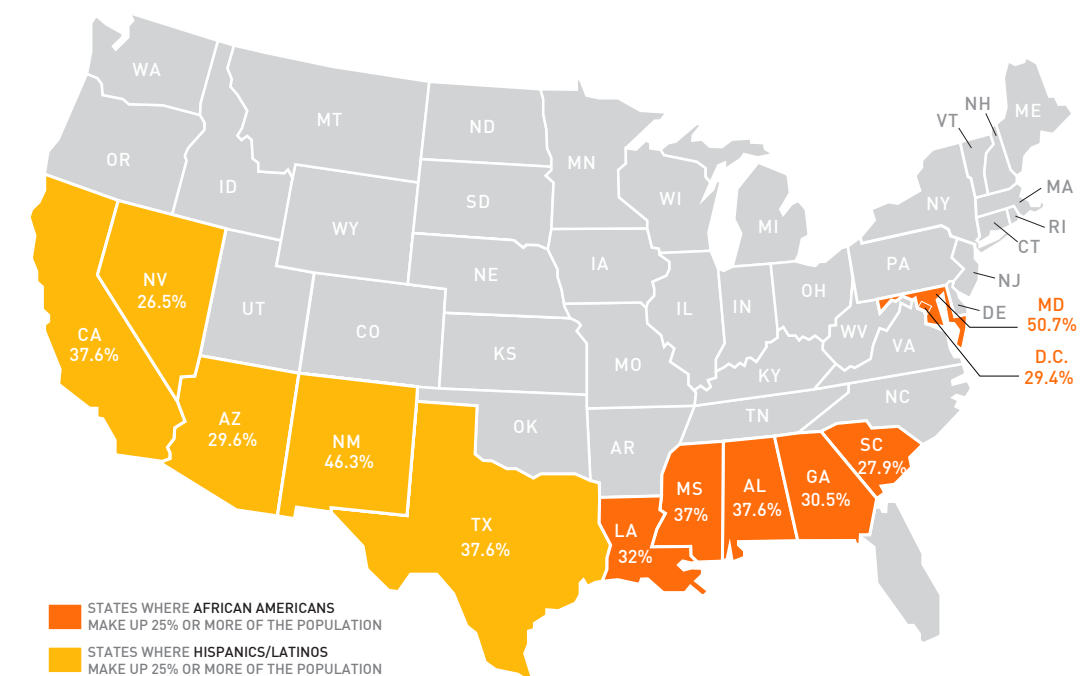 WA
MT
ND
MN
OR
ID
SD
WI
MI
NH
VT
ME
MA
NY
RI
CT
WY
NV
26.5%
NE
IA
PA
NJ
UT
CO
IL
IN
OH
DE
MD
50.7%
WV
VA
D.C.
29.4%
CA
37.6%
KS
MO
KY
AZ
29.6%
NM
46.3%
OK
AR
TN
NC
SC
27.9%
GA
30.5%
AL
37.6%
MS
37%
LA
32%
TX
37.6%
STATES WHERE AFRICAN AMERICANS
MAKE UP 25% OR MORE OF THE POPULATION
STATES WHERE HISPANICS/LATINOS
MAKE UP 25% OR MORE OF THE POPULATION